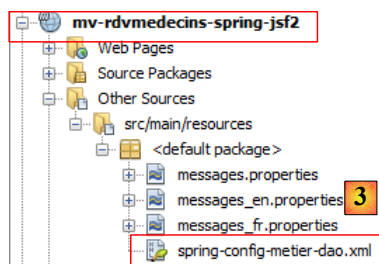 mv-rdvmedecins-spring-jsf2
Web Pages
Source Packages
Other Sources
src/main/resources
<default package>
messages.properties
messages_en.properties
3
messages_fr.properties
spring-config-metier-dao.xml